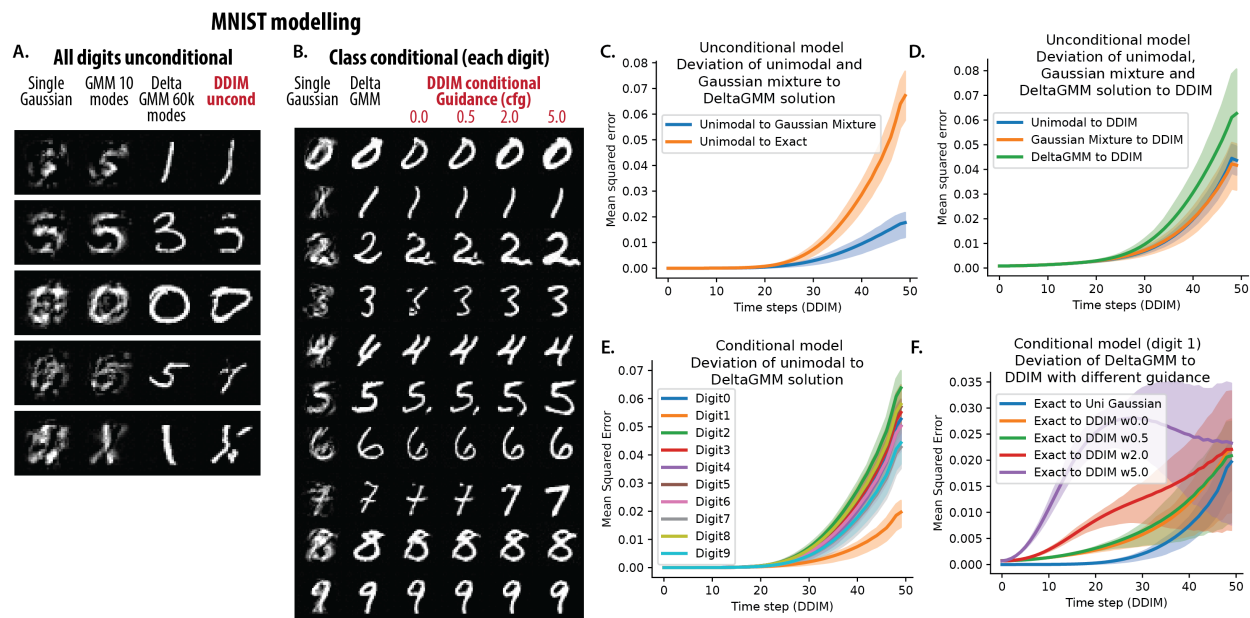 MNIST modelling
A.
All digits unconditional
Single Gaussian
GMM 10 modes
Delta GMM 60k modes
DDIM uncond
B.
Class conditional (each digit)
Single Gaussian
Delta GMM
DDIM conditional
Guidance (cfg)
0.0 0.5 2.0 5.0
C.
Unconditional model
Deviation of unimodal and
Gaussian mixture to
DeltaGMM solution
Mean squared error
0.08
0.07
0.06
0.05
0.04
0.03
0.02
0.01
0.00
Unimodal to Gaussian Mixture
Unimodal to Exact
0 10 20 30 40 50
Time steps (DDIM)
D.
Unconditional model
Deviation of unimodal,
Gaussian mixture and
DeltaGMM solution to DDIM
Mean squared error
0.08
0.07
0.06
0.05
0.04
0.03
0.02
0.01
0.00
Unimodal to DDIM
Gaussian Mixture to DDIM
DeltaGMM to DDIM
0 10 20 30 40 50
Time steps (DDIM)
E.
Conditional model
Deviation of unimodal to
DeltaGMM solution
Mean Squared Error
0.07
0.06
0.05
0.04
0.03
0.02
0.01
0.00
Digit0
Digit1
Digit2
Digit3
Digit4
Digit5
Digit6
Digit7
Digit8
Digit9
0 10 20 30 40 50
Time step (DDIM)
F.
Conditional model (digit 1)
Deviation of DeltaGMM to
DDIM with different guidance
Mean Squared Error
0.035
0.030
0.025
0.020
0.015
0.010
0.005
0.000
Exact to Uni Gaussian
Exact to DDIM w0.0
Exact to DDIM w0.5
Exact to DDIM w2.0
Exact to DDIM w5.0
0 10 20 30 40 50
Time step (DDIM)